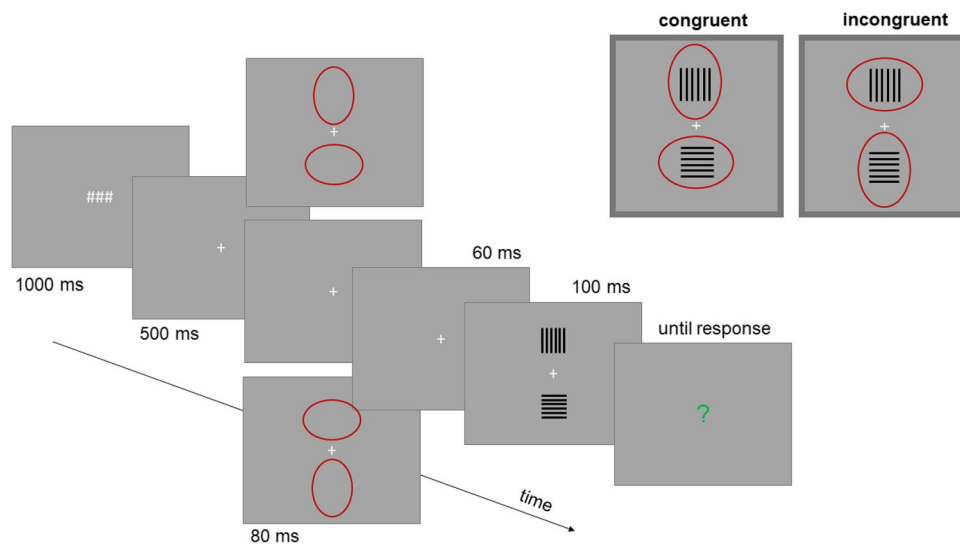 congruent
incongruent
+
+
+
###
+
1000 ms
+
60 ms
500 ms
+
100 ms
+
until response
?
+
80 ms
time